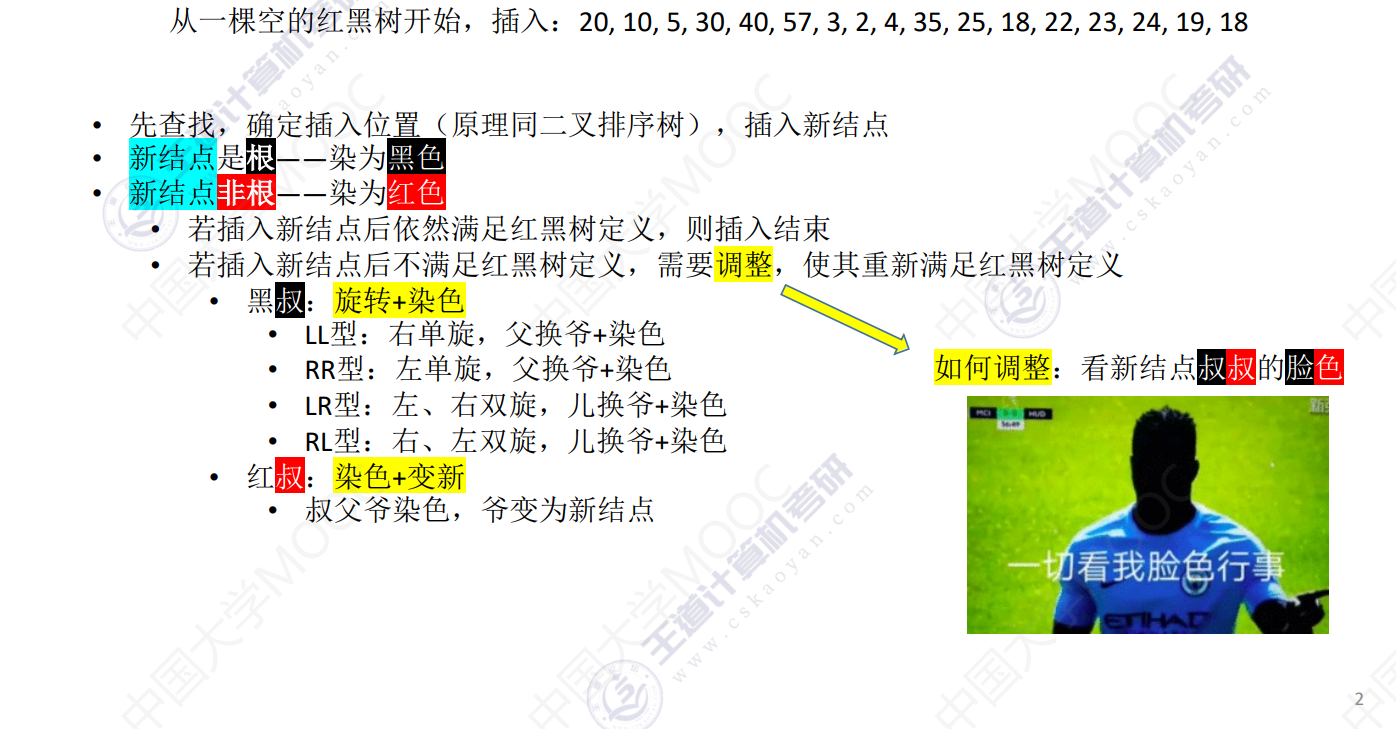 从一棵空的红黑树开始，插入：20, 10, 5, 30, 40, 57, 3, 2, 4, 35, 25, 18, 22, 23, 24, 19, 18
• 先查找，确定插入位置（原理同二叉排序树），插入新结点
• 新结点是根——染为黑色
• 新结点非根——染为红色
• 若插入新结点后依然满足红黑树定义，则插入结束
• 若插入新结点后不满足红黑树定义，需要调整，使其重新满足红黑树定义
• 黑叔：旋转+染色
• LL型：右单旋，父换爷+染色
• RR型：左单旋，父换爷+染色
• LR型：左、右双旋，儿换爷+染色
• RL型：右、左双旋，儿换爷+染色
• 红叔：染色+变新
• 叔父爷染色，爷变为新结点
如何调整：看新结点叔叔的脸色
MCI 0-0 HUD
56:49
一切看我脸色行事
ETIHAD
中国大学MOOC
王道计算机考研
www.cskaoyan.com
2